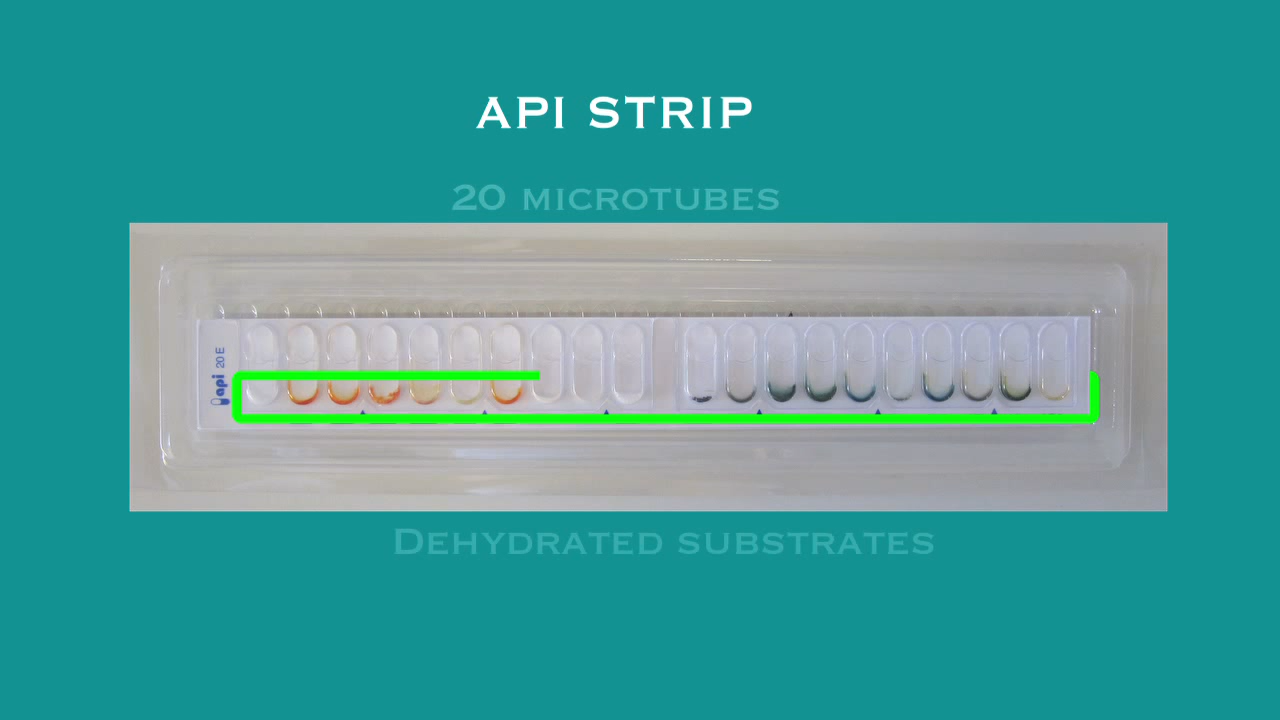 API STRIP
20 MICROTUBES
api 20 E
DEHYDRATED SUBSTRATES